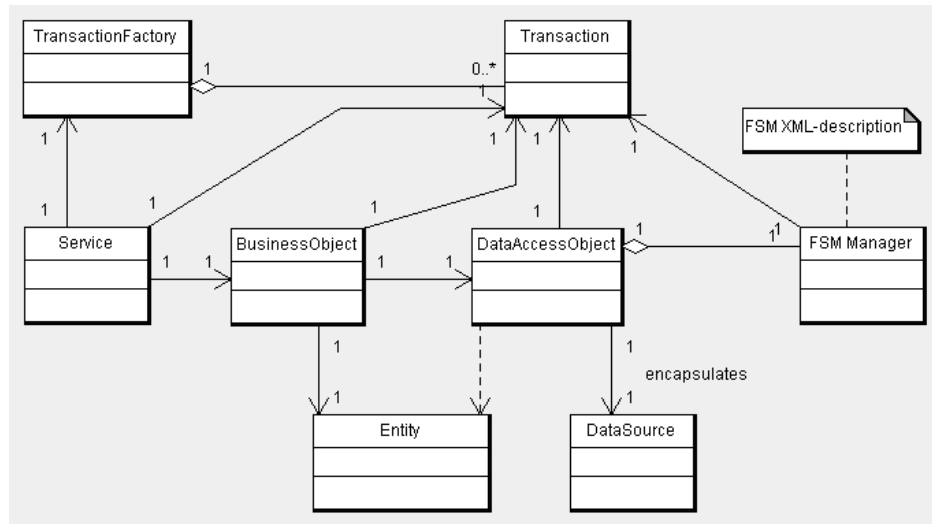 TransactionFactory
Transaction
1
0..*
1
FSM XML-description
1
1
1
1
1
1
1
1
1
1
1
1
Service
BusinessObject
DataAccessObject
FSM Manager
1
1
1
1
1
1
encapsulates
1
1
Entity
DataSource